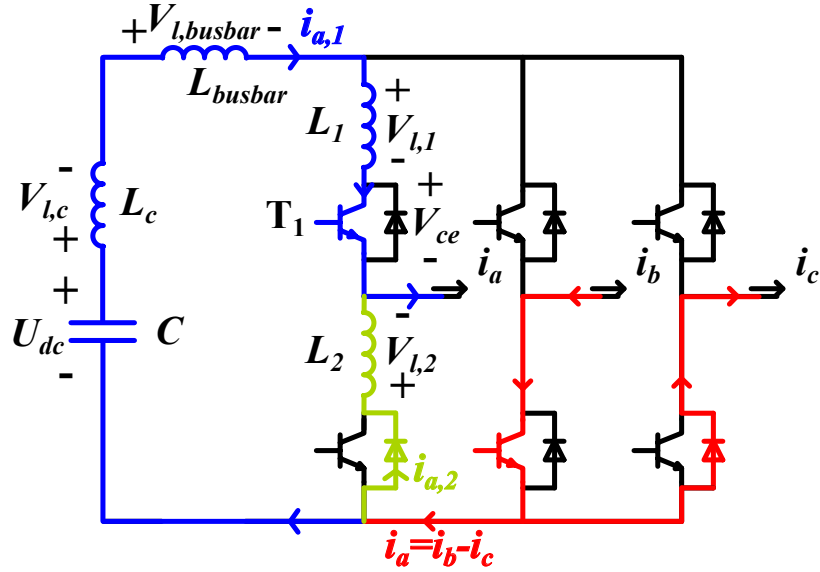 + V_{l,busbar} - i_{a,1}
L_{busbar}
L_1 + V_{l,1} -
- V_{l,c} + L_c
T_1 + V_{ce} -
i_a i_b i_c
+ U_{dc} - C
L_2 - V_{l,2} +
i_{a,2}
i_a=i_b-i_c